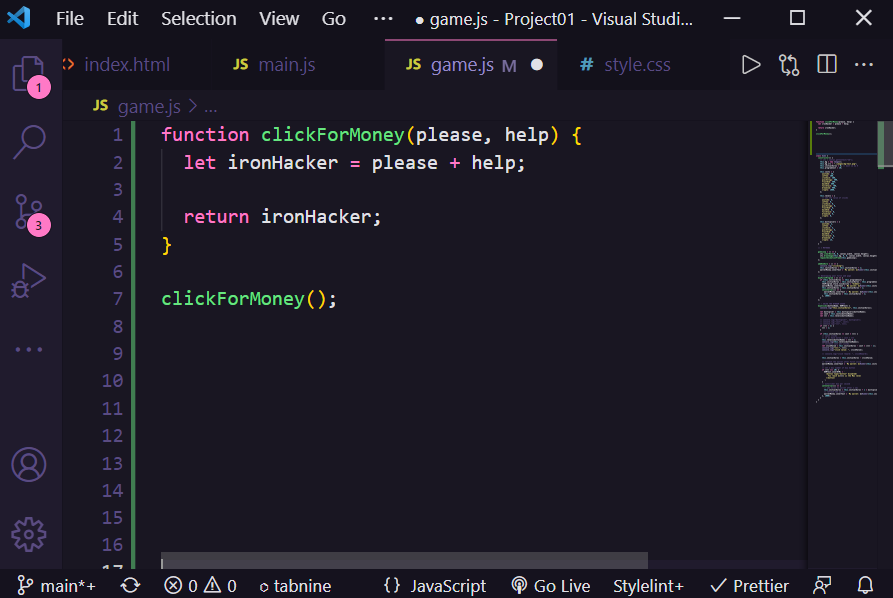 File Edit Selection View Go ··· ● game.js - Project01 - Visual Studi...
<> index.html JS main.js JS game.js M ● # style.css ···
JS game.js > ...
1 function clickForMoney(please, help) {
2 let ironHacker = please + help;
3
4 return ironHacker;
5 }
6
7 clickForMoney();
8
9
10
11
12
13
14
15
16
17
1
3
main*+ 0 0 tabnine {} JavaScript Go Live Stylelint+ ✓ Prettier